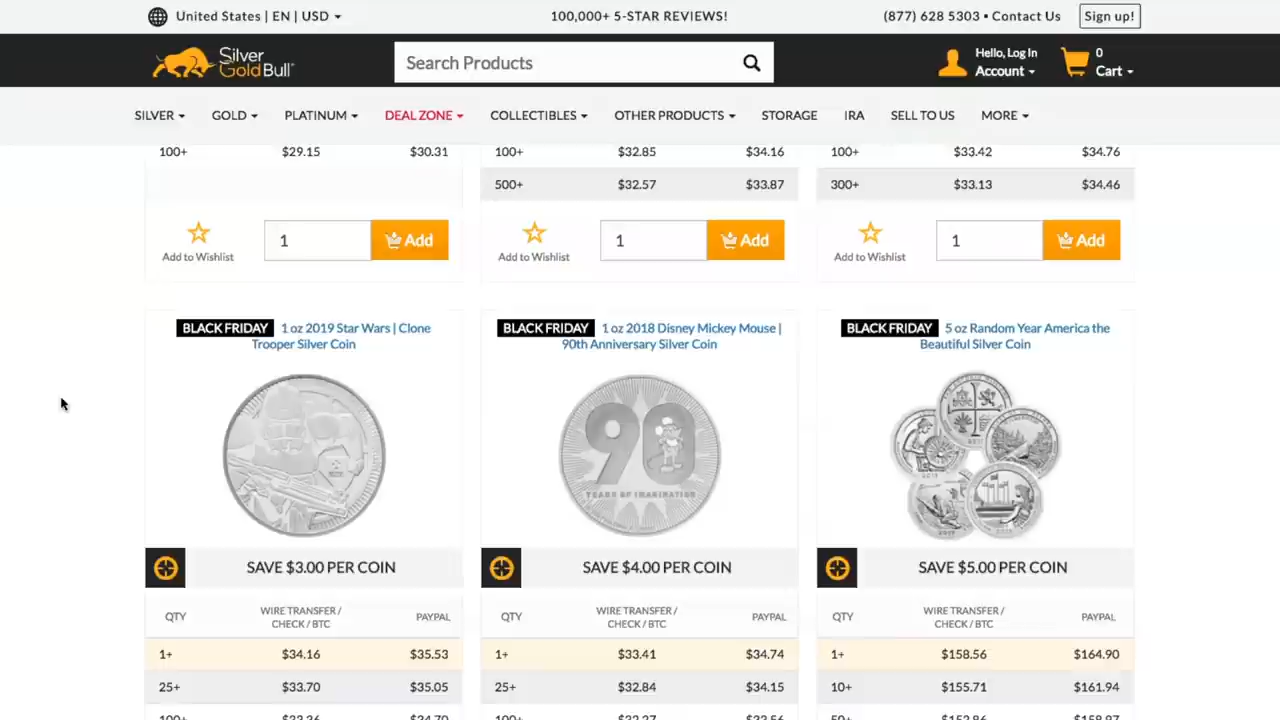 United States | EN | USD
100,000+ 5-STAR REVIEWS!
(877) 628 5303 • Contact Us
Sign up!
Silver
GoldBull
Search Products
Hello, Log In
Account
0
Cart
SILVER GOLD PLATINUM DEAL ZONE COLLECTIBLES OTHER PRODUCTS STORAGE IRA SELL TO US MORE
100+ $29.15 $30.31
100+ $32.85 $34.16
100+ $33.42 $34.76
500+ $32.57 $33.87
300+ $33.13 $34.46
Add to Wishlist 1 Add
Add to Wishlist 1 Add
Add to Wishlist 1 Add
BLACK FRIDAY 1 oz 2019 Star Wars | Clone
Trooper Silver Coin
BLACK FRIDAY 1 oz 2018 Disney Mickey Mouse |
90th Anniversary Silver Coin
BLACK FRIDAY 5 oz Random Year America the
Beautiful Silver Coin
90
YEARS OF IMAGINATION
SAVE $3.00 PER COIN
SAVE $4.00 PER COIN
SAVE $5.00 PER COIN
QTY WIRE TRANSFER / CHECK / BTC PAYPAL
1+ $34.16 $35.53
25+ $33.70 $35.05
QTY WIRE TRANSFER / CHECK / BTC PAYPAL
1+ $33.41 $34.74
25+ $32.84 $34.15
QTY WIRE TRANSFER / CHECK / BTC PAYPAL
1+ $158.56 $164.90
10+ $155.71 $161.94